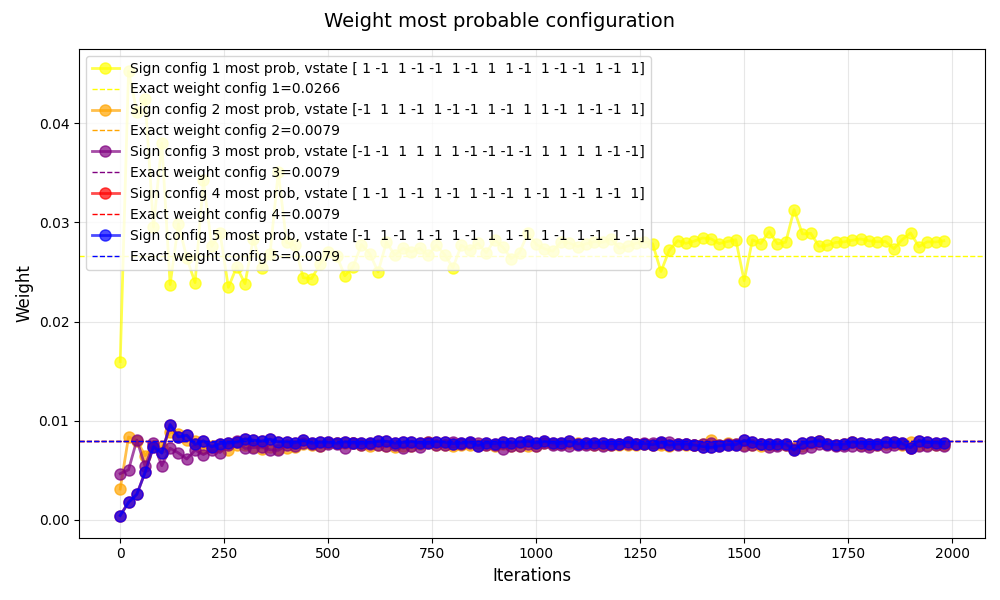 Weight most probable configuration
Sign config 1 most prob, vstate [ 1 -1  1 -1 -1  1 -1  1  1 -1  1 -1 -1  1 -1  1]
Exact weight config 1=0.0266
Sign config 2 most prob, vstate [-1  1  1 -1  1 -1 -1  1 -1  1  1 -1  1 -1 -1  1]
Exact weight config 2=0.0079
Sign config 3 most prob, vstate [-1 -1  1  1  1  1 -1 -1 -1 -1  1  1  1  1 -1 -1]
Exact weight config 3=0.0079
Sign config 4 most prob, vstate [ 1 -1  1 -1  1 -1  1 -1 -1  1 -1  1 -1  1 -1  1]
Exact weight config 4=0.0079
Sign config 5 most prob, vstate [-1  1 -1  1 -1  1 -1  1  1 -1  1 -1  1 -1  1 -1]
Exact weight config 5=0.0079
0.04
0.03
0.02
0.01
0.00
Weight
0
250
500
750
1000
1250
1500
1750
2000
Iterations